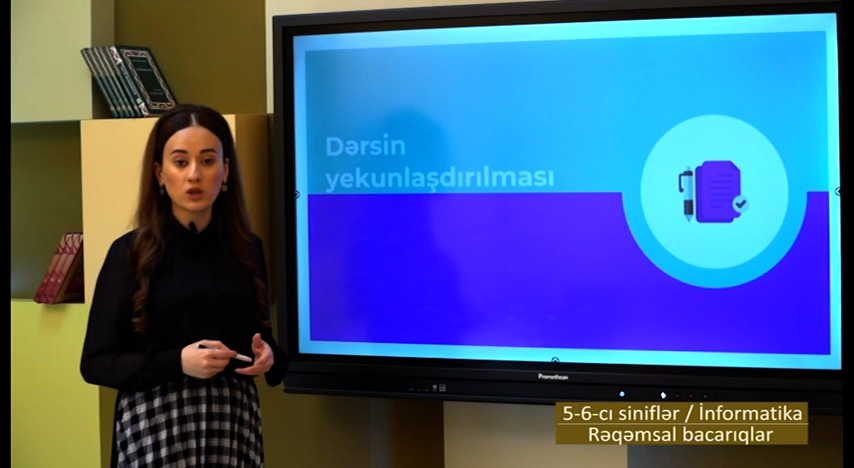 Dərsin
yekunlaşdırılması
Promethean
5-6-cı siniflər / İnformatika
Rəqəmsal bacarıqlar